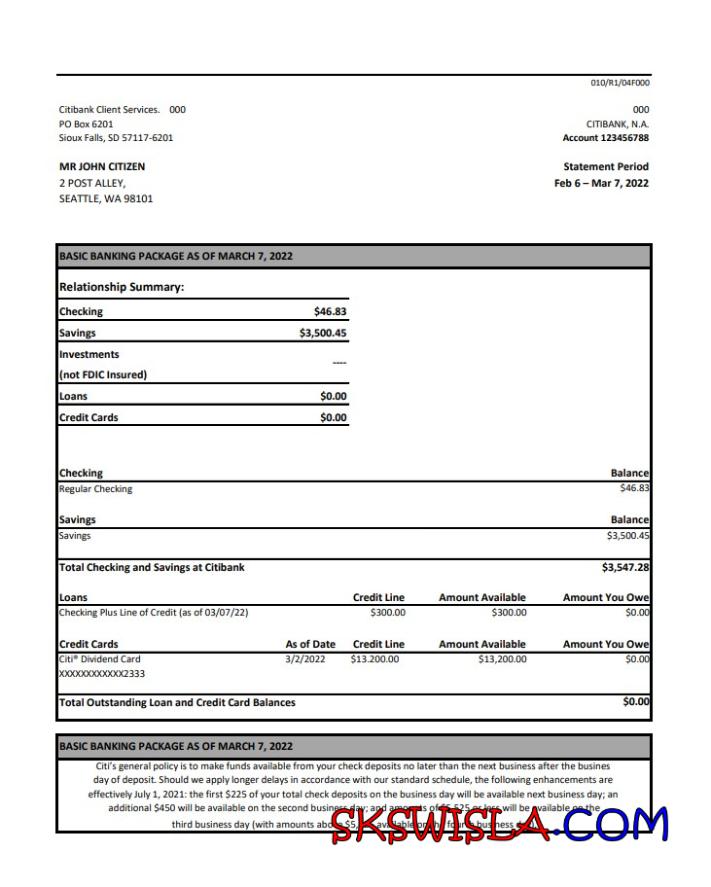 010/R1/04F000
Citibank Client Services. 000
000
PO Box 6201
CITIBANK, N.A.
Sioux Falls, SD 57117-6201
Account 123456788
MR JOHN CITIZEN
Statement Period
2 POST ALLEY,
Feb 6 – Mar 7, 2022
SEATTLE, WA 98101
BASIC BANKING PACKAGE AS OF MARCH 7, 2022
Relationship Summary:
Checking $46.83
Savings $3,500.45
Investments
----
(not FDIC Insured)
Loans $0.00
Credit Cards $0.00
Checking Balance
Regular Checking $46.83
Savings Balance
Savings $3,500.45
Total Checking and Savings at Citibank $3,547.28
Loans Credit Line Amount Available Amount You Owe
Checking Plus Line of Credit (as of 03/07/22) $300.00 $300.00 $0.00
Credit Cards As of Date Credit Line Amount Available Amount You Owe
Citi® Dividend Card 3/2/2022 $13.200.00 $13,200.00 $0.00
XXXXXXXXXXXX2333
Total Outstanding Loan and Credit Card Balances $0.00
BASIC BANKING PACKAGE AS OF MARCH 7, 2022
Citi's general policy is to make funds available from your check deposits no later than the next business after the busines
day of deposit. Should we apply longer delays in accordance with our standard schedule, the following enhancements are
effectively July 1, 2021: the first $225 of your total check deposits on the business day will be available next business day; an
additional $450 will be available on the second business day; and amounts of $5,525 or less will be available on the
third business day (with amounts above available on the fourth business
SKSWISLA.COM